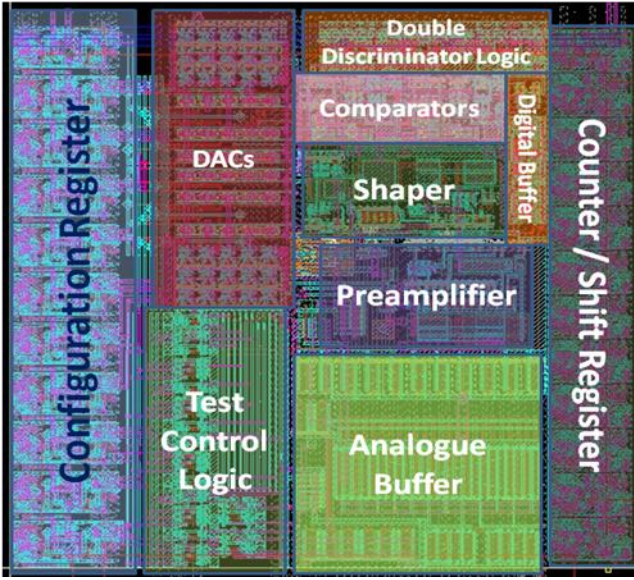 Configuration Register
DACs
Test
Control
Logic
Double
Discriminator Logic
Comparators
Digital Buffer
Shaper
Preamplifier
Analogue
Buffer
Counter / Shift Register